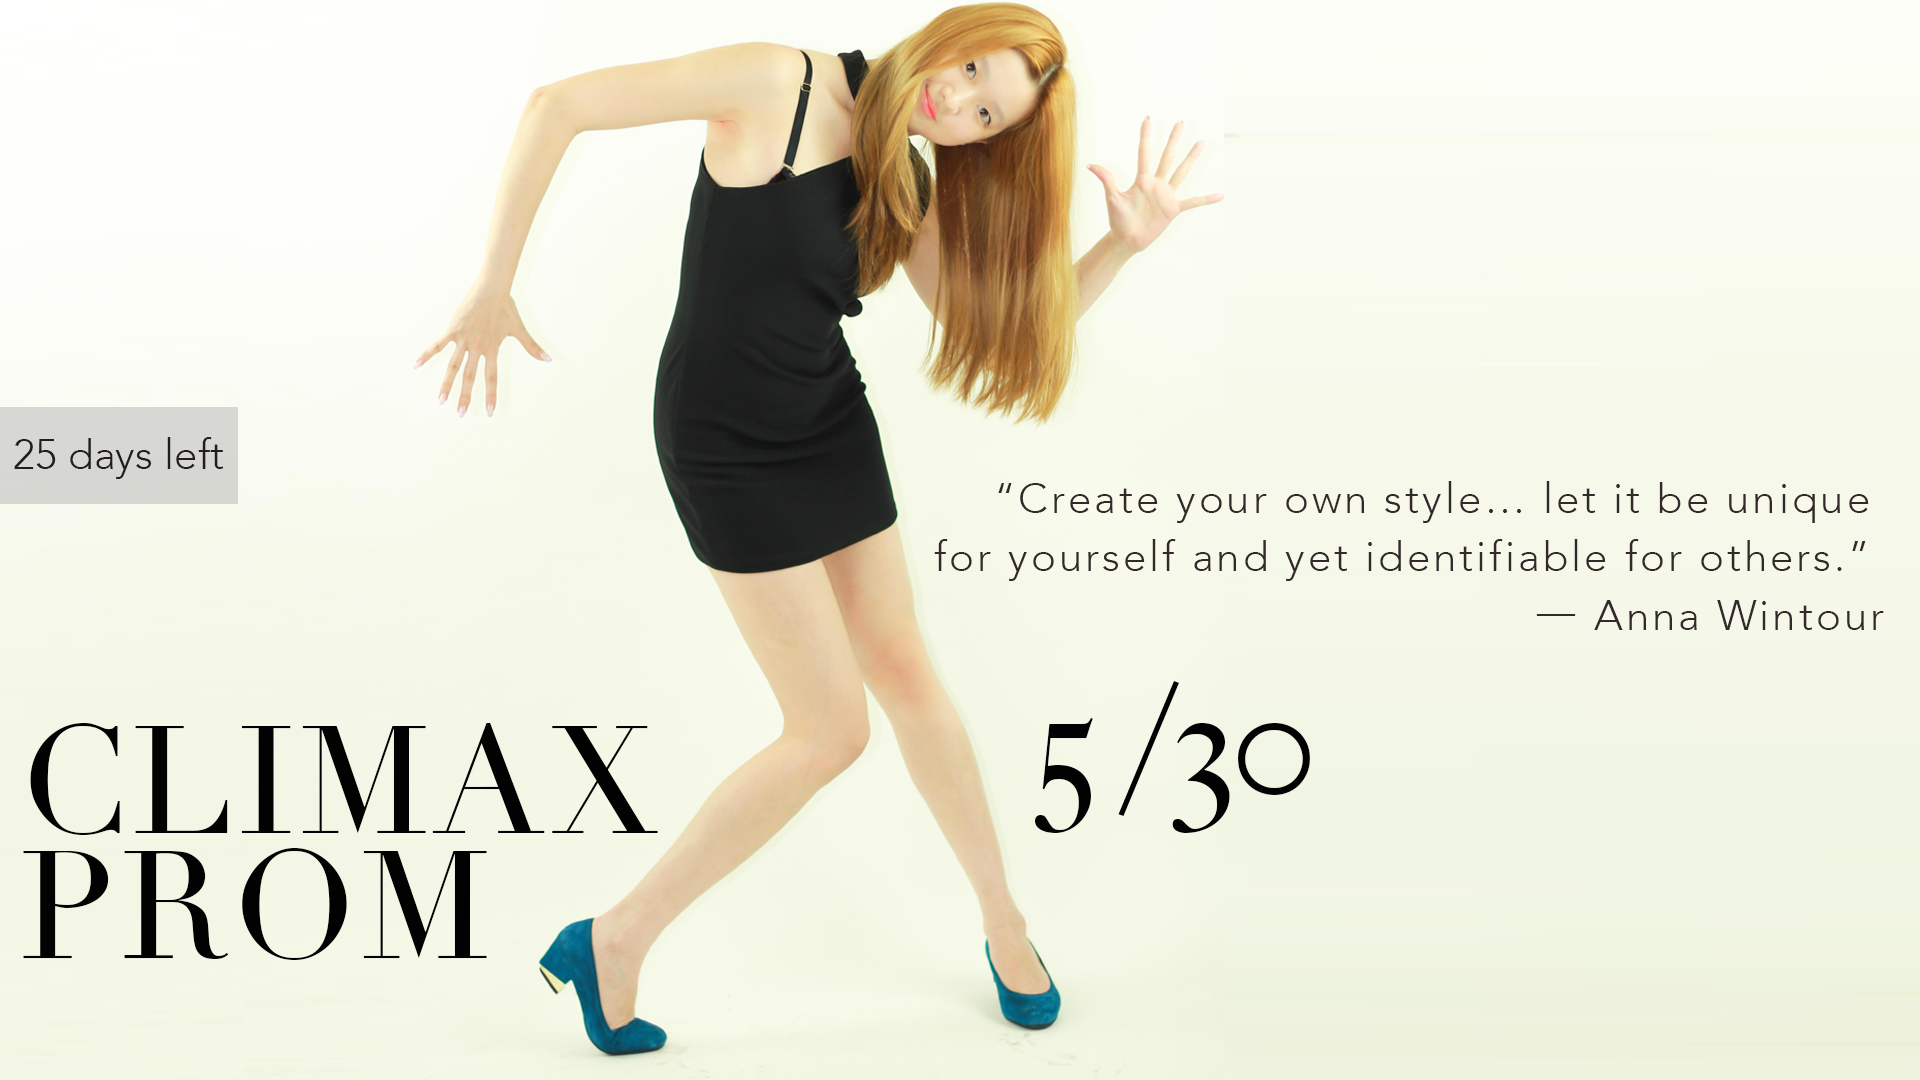 25 days left
“Create your own style... let it be unique
for yourself and yet identifiable for others.”
— Anna Wintour
CLIMAX
PROM
5/30